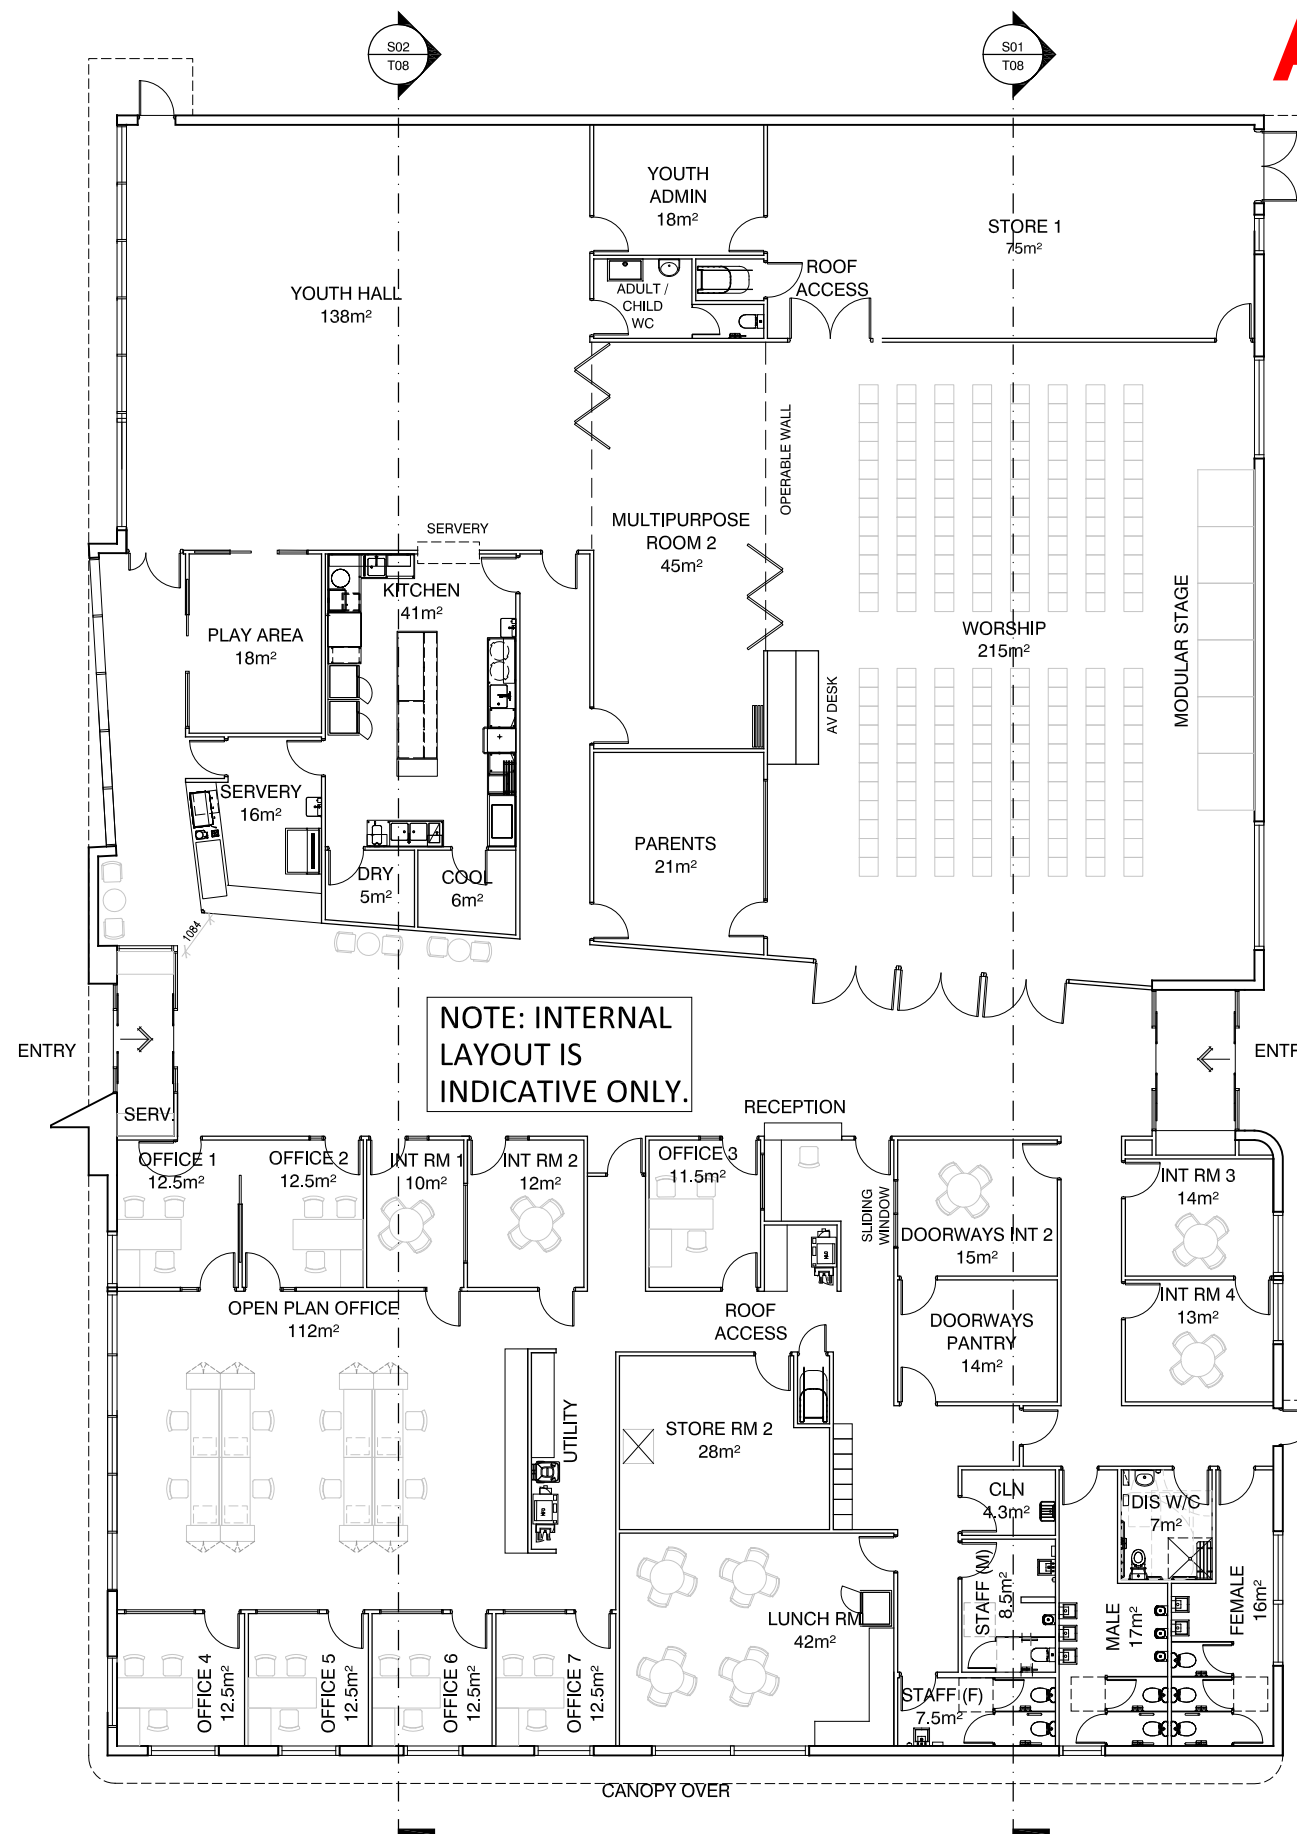 S02
T08
S01
T08
A
YOUTH
ADMIN
18m²
STORE 1
75m²
ROOF
ACCESS
ADULT /
CHILD
WC
YOUTH HALL
138m²
OPERABLE WALL
SERVERY
MULTIPURPOSE
ROOM 2
45m²
KITCHEN
41m²
PLAY AREA
18m²
WORSHIP
215m²
MODULAR STAGE
AV DESK
SERVERY
16m²
PARENTS
21m²
DRY
5m²
COOL
6m²
1084
NOTE: INTERNAL
LAYOUT IS
INDICATIVE ONLY.
ENTRY
ENTR
SERV.
RECEPTION
OFFICE 1
12.5m²
OFFICE 2
12.5m²
INT RM 1
10m²
INT RM 2
12m²
OFFICE 3
11.5m²
SLIDING
WINDOW
DOORWAYS INT 2
15m²
INT RM 3
14m²
OPEN PLAN OFFICE
112m²
ROOF
ACCESS
DOORWAYS
PANTRY
14m²
INT RM 4
13m²
UTILITY
STORE RM 2
28m²
CLN
4.3m²
DIS W/C
7m²
STAFF (M)
8.5m²
MALE
17m²
FEMALE
16m²
LUNCH RM
42m²
OFFICE 4
12.5m²
OFFICE 5
12.5m²
OFFICE 6
12.5m²
OFFICE 7
12.5m²
STAFF (F)
7.5m²
CANOPY OVER